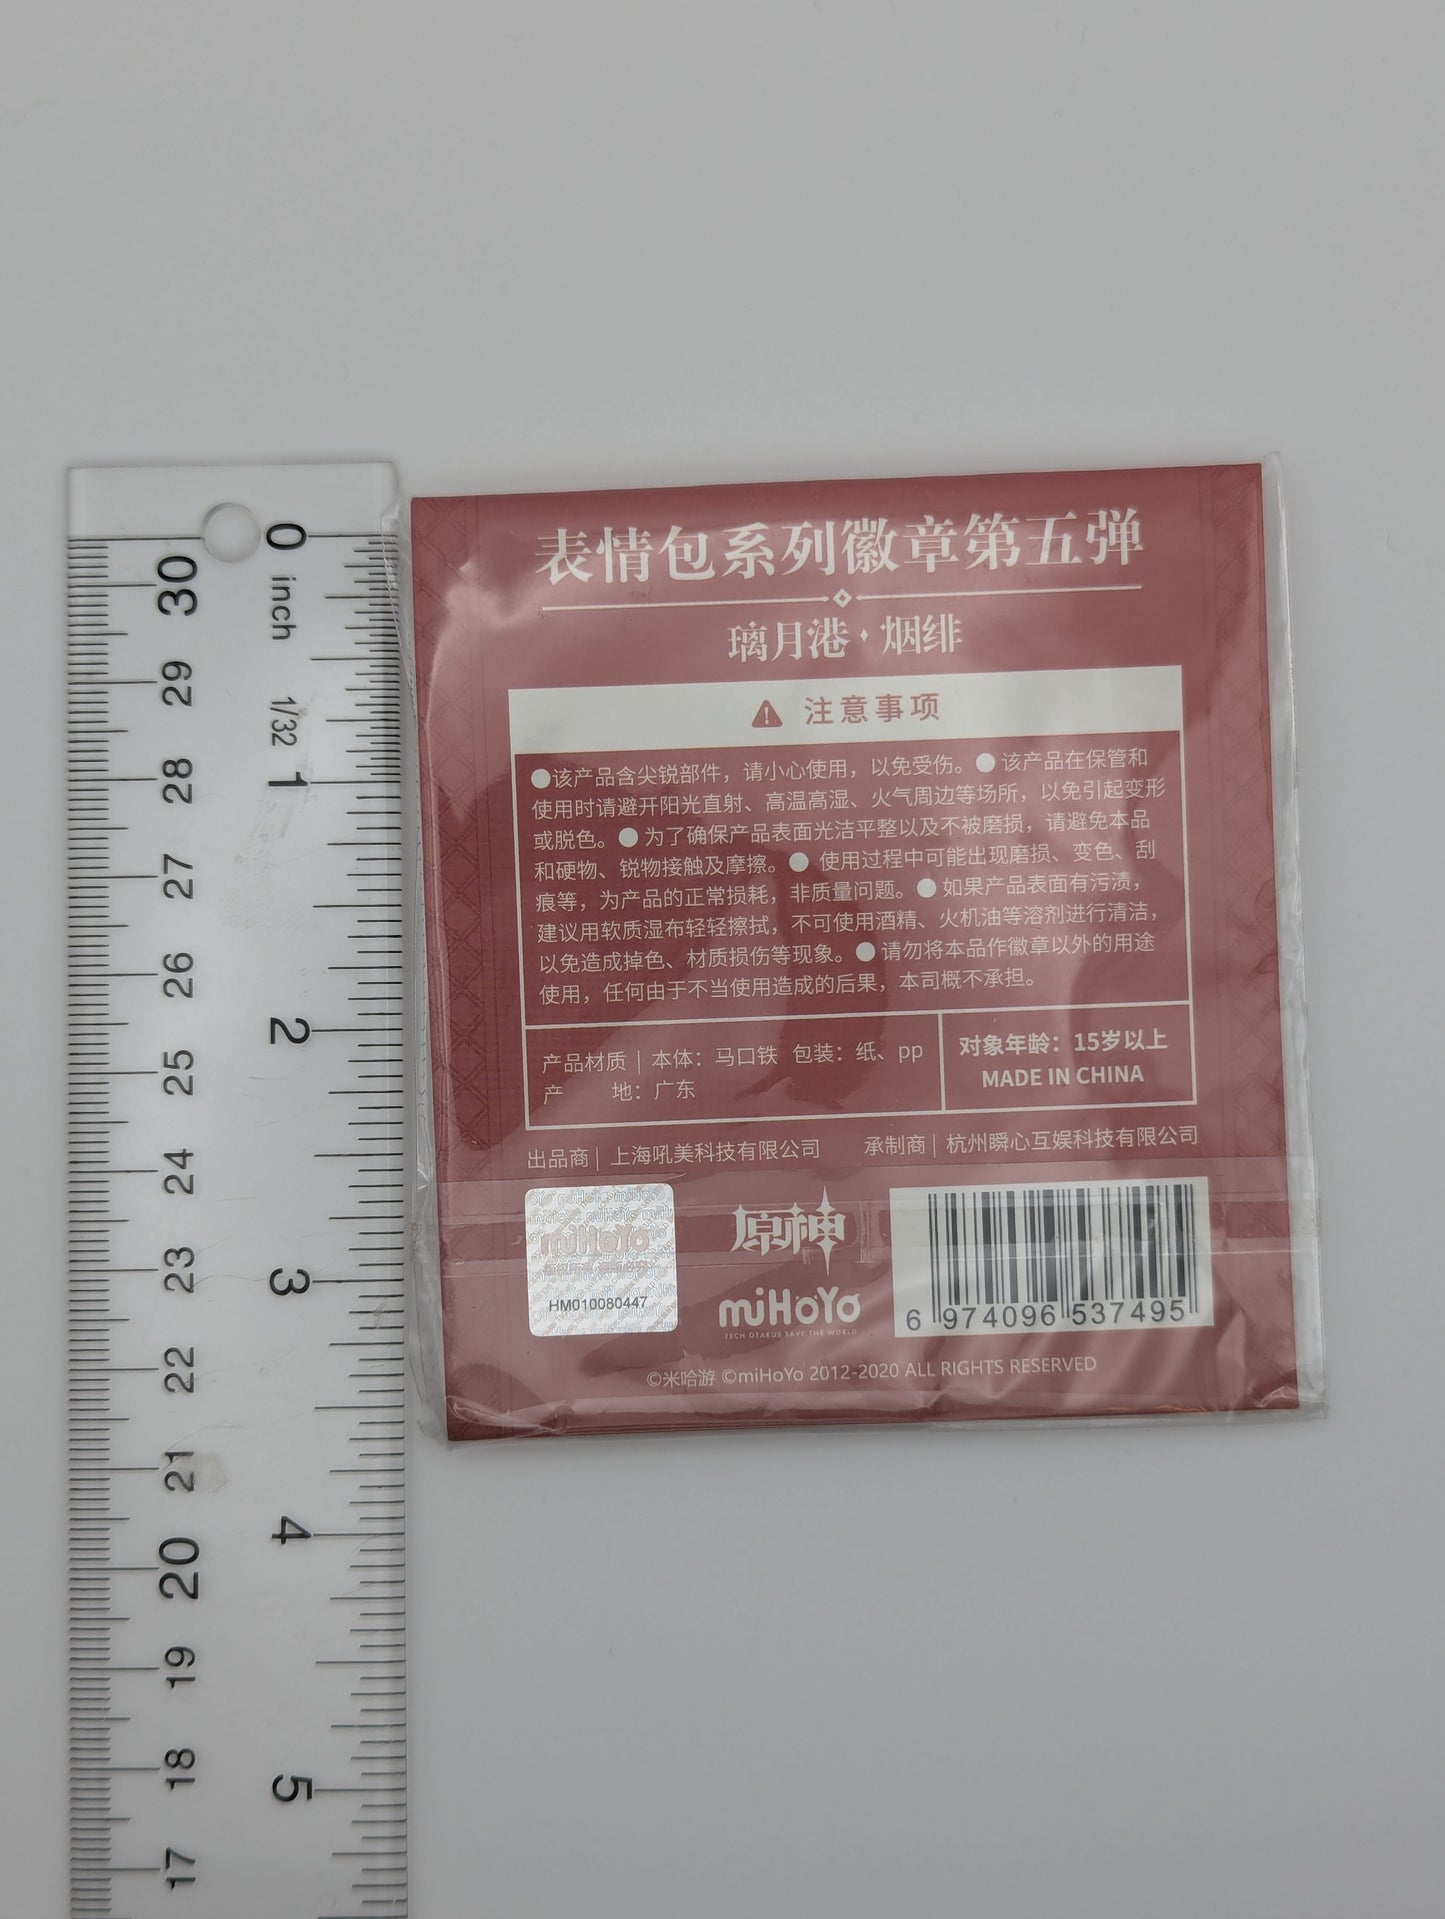 0
inch
1/32
1
2
3
4
5
30
29
28
27
26
25
24
23
22
21
20
19
18
17
表情包系列徽章第五弹
璃月港·烟绯
注意事项
●该产品含尖锐部件，请小心使用，以免受伤。● 该产品在保管和
使用时请避开阳光直射、高温高湿、火气周边等场所，以免引起变形
或脱色。● 为了确保产品表面光洁平整以及不被磨损，请避免本品
和硬物、锐物接触及摩擦。● 使用过程中可能出现磨损、变色、刮
痕等，为产品的正常损耗，非质量问题。● 如果产品表面有污渍，
建议用软质湿布轻轻擦拭，不可使用酒精、火机油等溶剂进行清洁，
以免造成掉色、材质损伤等现象。● 请勿将本品作徽章以外的用途
使用，任何由于不当使用造成的后果，本司概不承担。
产品材质｜本体：马口铁 包装：纸、pp
产 地：广东
对象年龄：15岁以上
MADE IN CHINA
出品商｜上海吼美科技有限公司 承制商｜杭州瞬心互娱科技有限公司
miHoYo
HM010080447
原神
miHoYo
TECH OTAKUS SAVE THE WORLD
6 974096 537495
©米哈游 ©miHoYo 2012-2020 ALL RIGHTS RESERVED